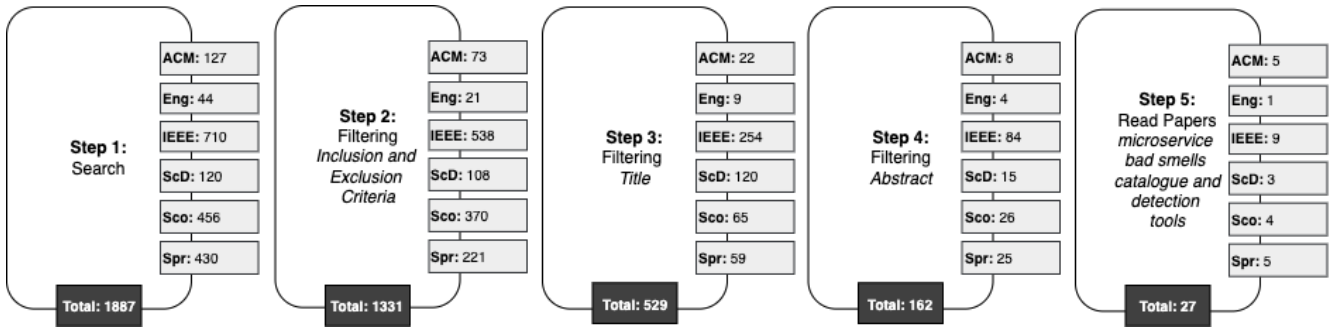 Step 1:
Search
ACM: 127
Eng: 44
IEEE: 710
ScD: 120
Sco: 456
Spr: 430
Total: 1887
Step 2:
Filtering
Inclusion and
Exclusion
Criteria
ACM: 73
Eng: 21
IEEE: 538
ScD: 108
Sco: 370
Spr: 221
Total: 1331
Step 3:
Filtering
Title
ACM: 22
Eng: 9
IEEE: 254
ScD: 120
Sco: 65
Spr: 59
Total: 529
Step 4:
Filtering
Abstract
ACM: 8
Eng: 4
IEEE: 84
ScD: 15
Sco: 26
Spr: 25
Total: 162
Step 5:
Read Papers
microservice
bad smells
catalogue and
detection
tools
ACM: 5
Eng: 1
IEEE: 9
ScD: 3
Sco: 4
Spr: 5
Total: 27